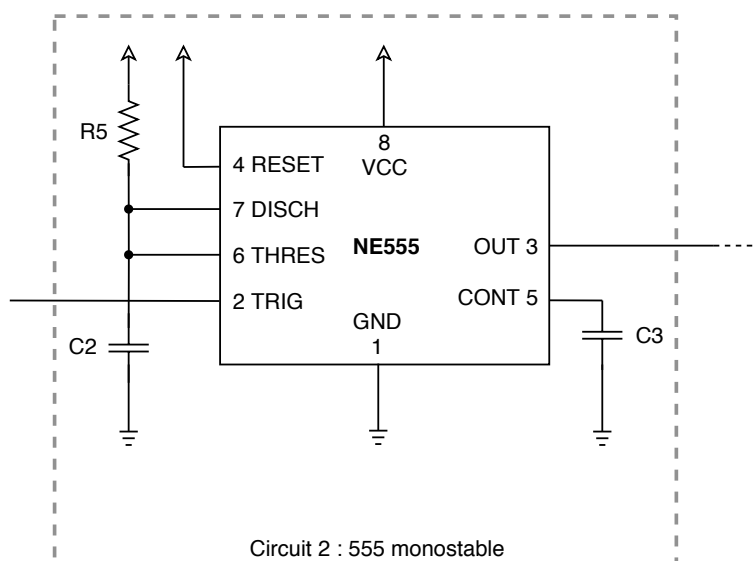 R5
8
VCC
4 RESET
7 DISCH
NE555
OUT 3
6 THRES
2 TRIG
CONT 5
GND
1
C2
C3
Circuit 2 : 555 monostable